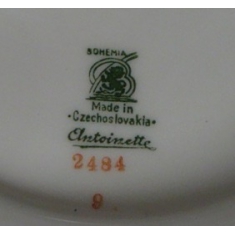 BOHEMIA
Made in
·Czechoslovakia·
Antoinette
2484
9